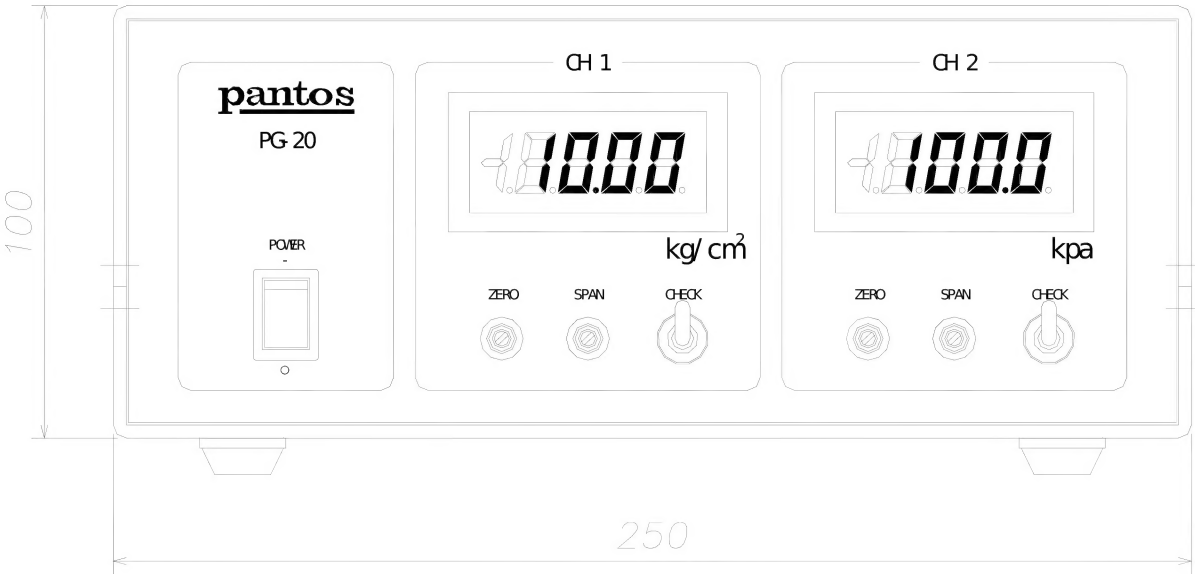 pantos
PG-20
POWER
CH 1
10.00
kg/cm²
ZERO SPAN CHECK
CH 2
100.0
kpa
ZERO SPAN CHECK
100
250